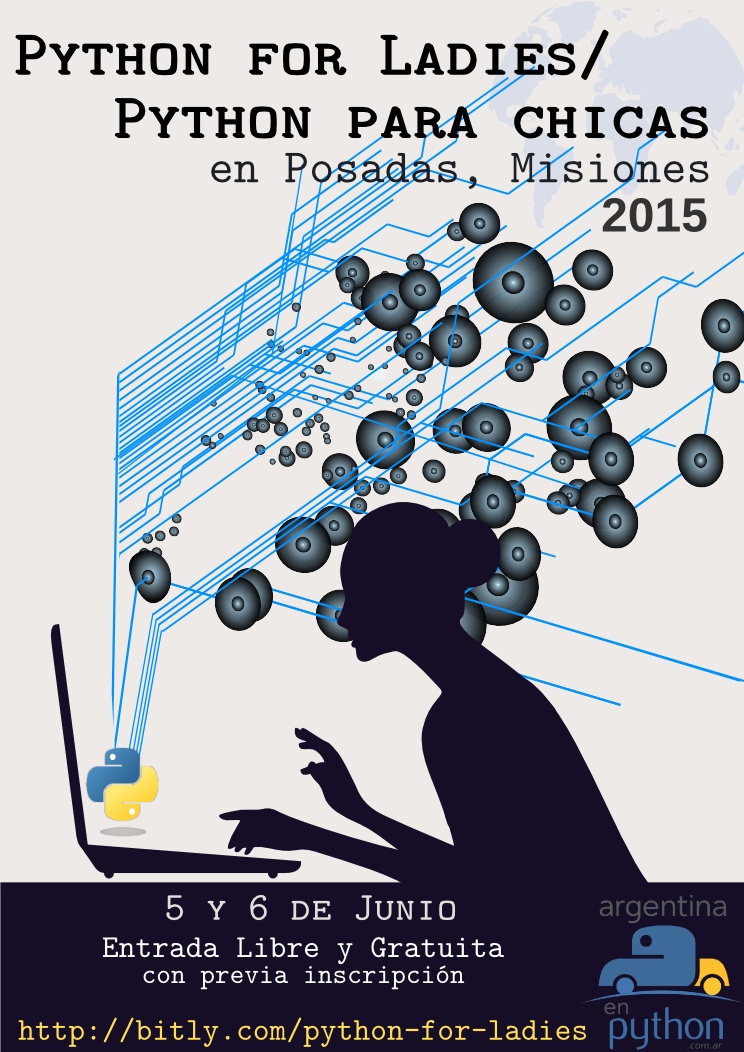 Python for Ladies/
Python para chicas
en Posadas, Misiones
2015
5 y 6 de Junio
Entrada Libre y Gratuita
con previa inscripción
http://bitly.com/python-for-ladies
argentina
en
python
.com.ar